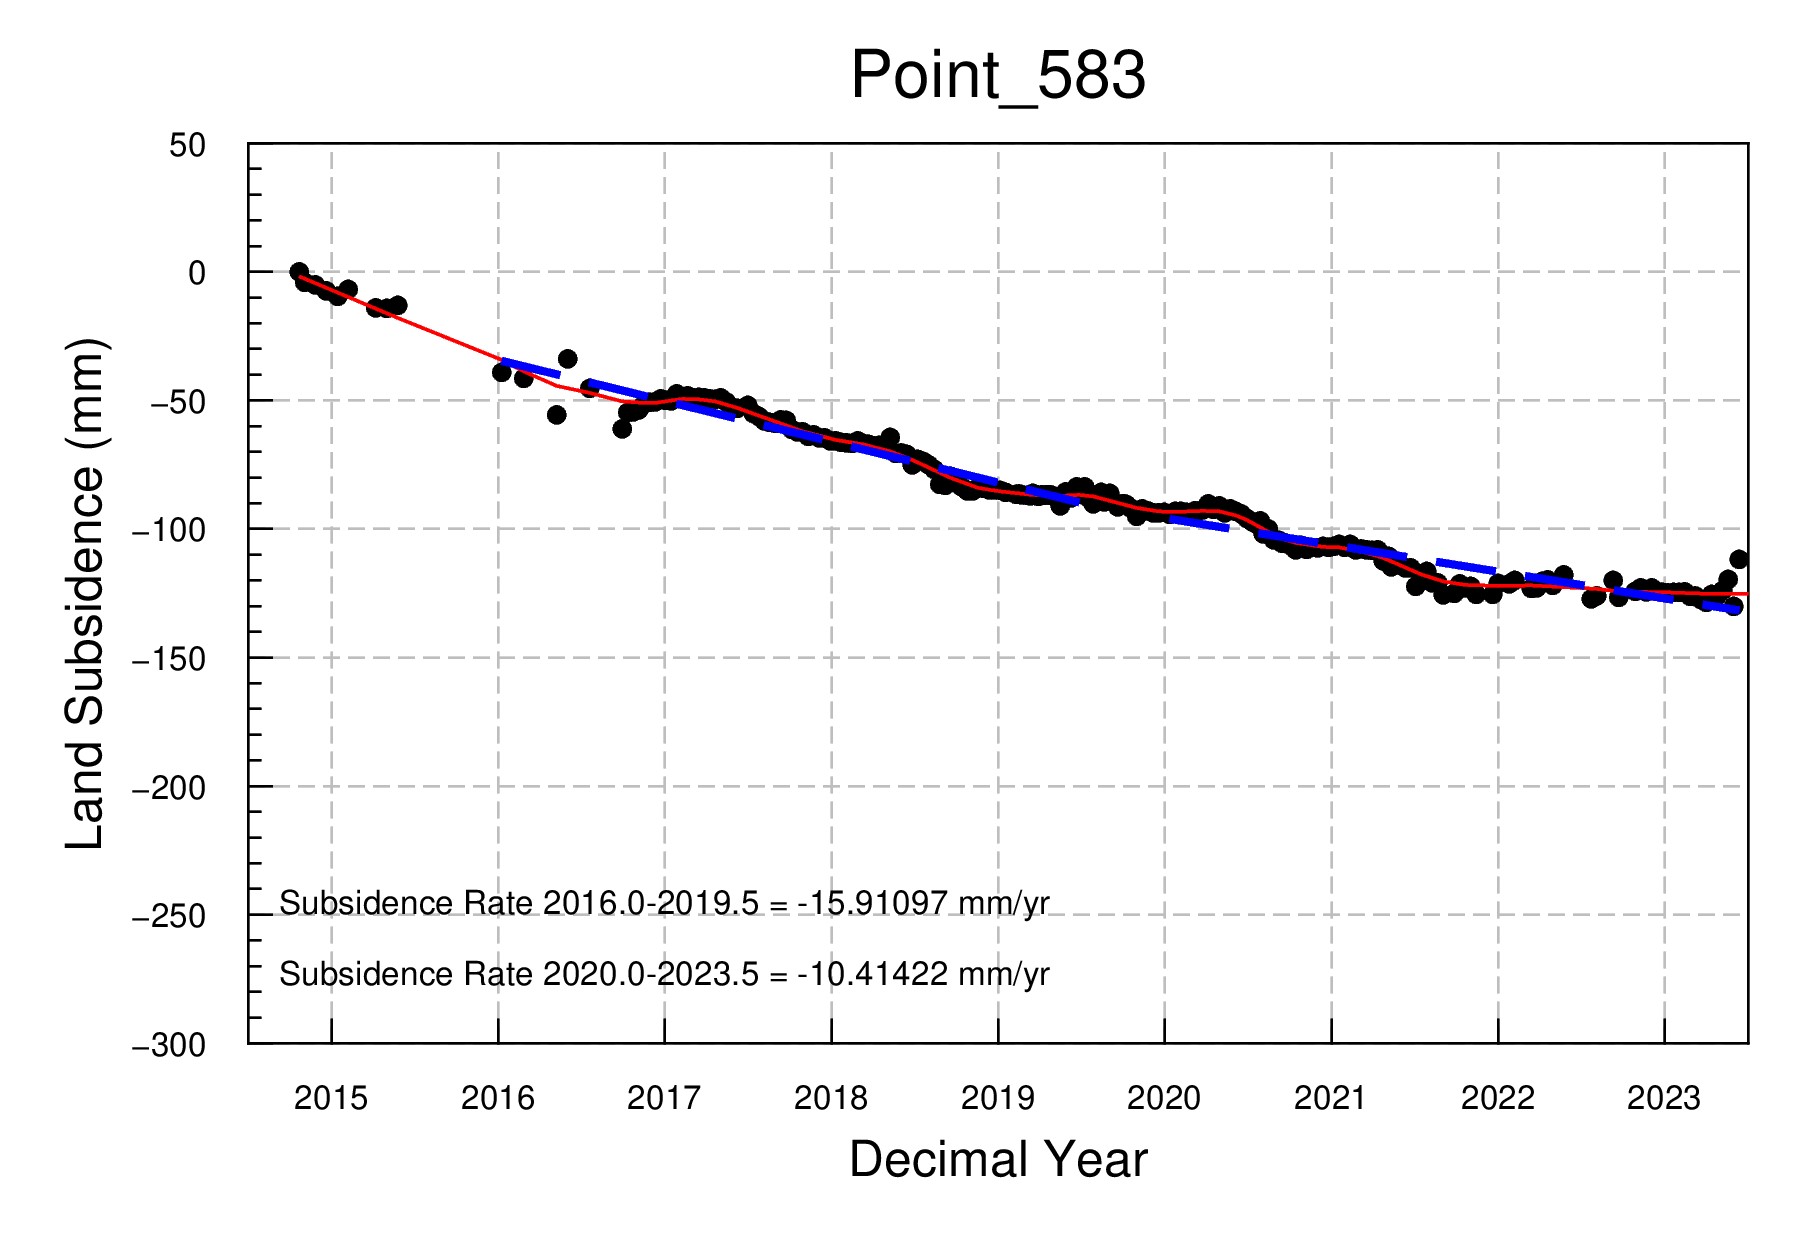 Point_583
50
0
−50
−100
−150
−200
−250
−300
Land Subsidence (mm)
Subsidence Rate 2016.0-2019.5 = -15.91097 mm/yr
Subsidence Rate 2020.0-2023.5 = -10.41422 mm/yr
2015 2016 2017 2018 2019 2020 2021 2022 2023
Decimal Year